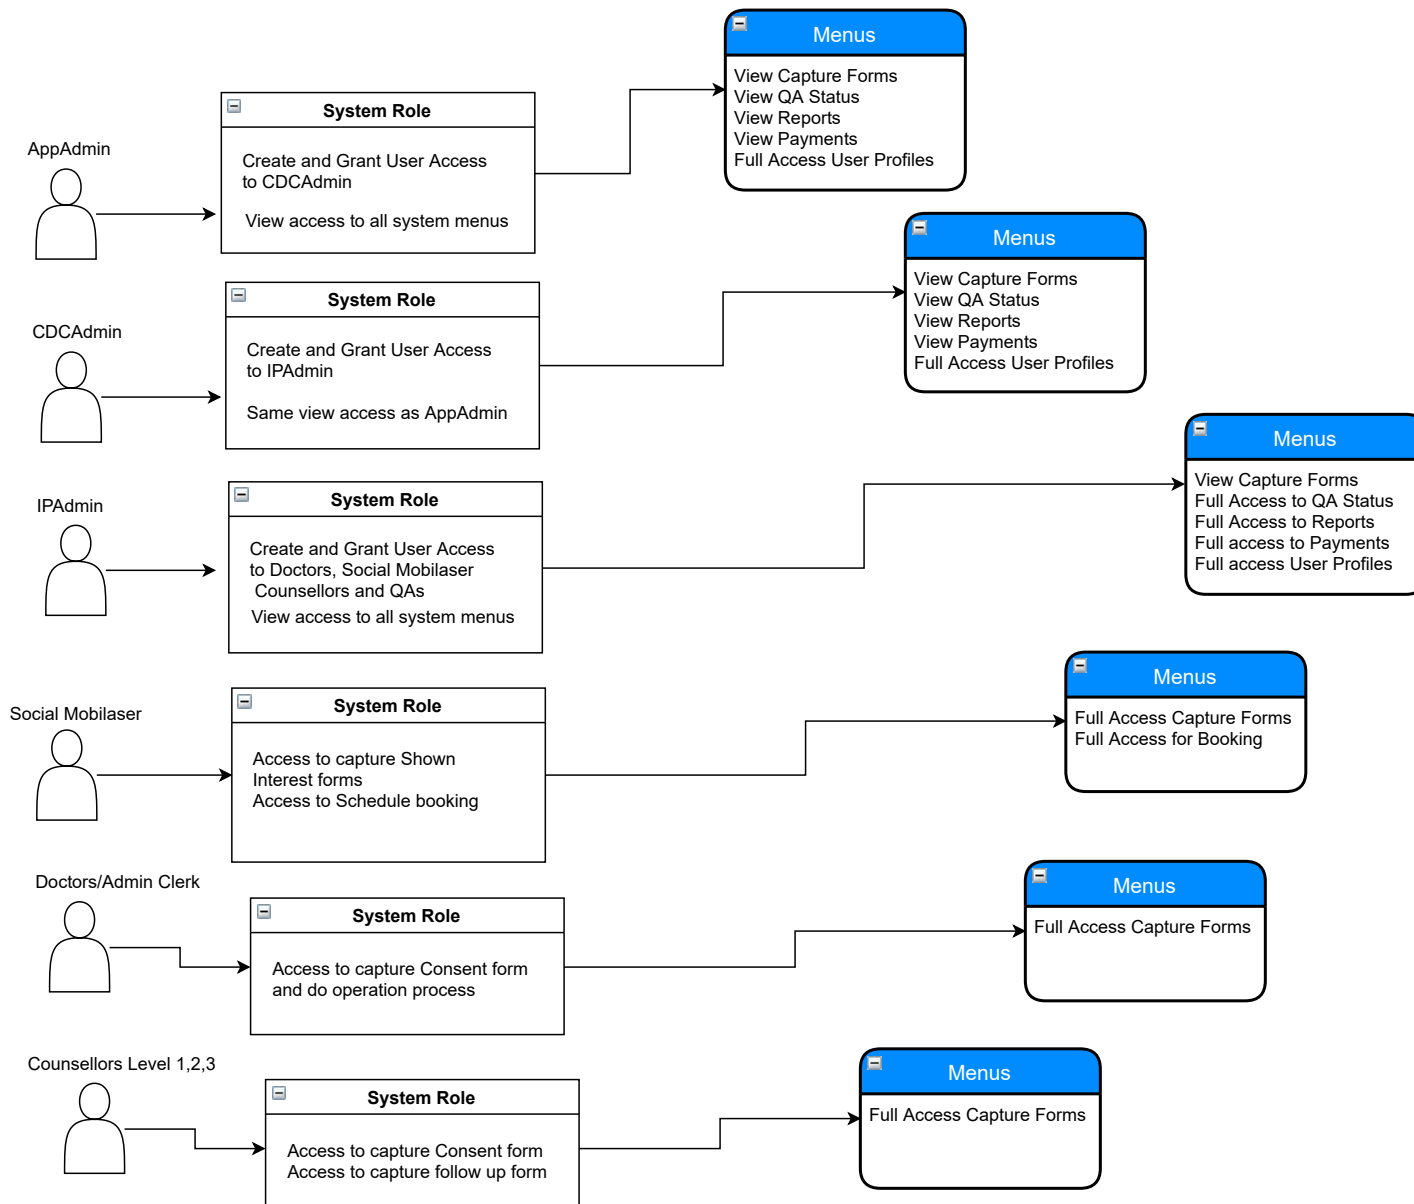 AppAdmin
System Role
Create and Grant User Access
to CDCAdmin
View access to all system menus
Menus
View Capture Forms
View QA Status
View Reports
View Payments
Full Access User Profiles
CDCAdmin
System Role
Create and Grant User Access
to IPAdmin
Same view access as AppAdmin
Menus
View Capture Forms
View QA Status
View Reports
View Payments
Full Access User Profiles
IPAdmin
System Role
Create and Grant User Access
to Doctors, Social Mobilaser
Counsellors and QAs
View access to all system menus
Menus
View Capture Forms
Full Access to QA Status
Full Access to Reports
Full access to Payments
Full access User Profiles
Social Mobilaser
System Role
Access to capture Shown
Interest forms
Access to Schedule booking
Menus
Full Access Capture Forms
Full Access for Booking
Doctors/Admin Clerk
System Role
Access to capture Consent form
and do operation process
Menus
Full Access Capture Forms
Counsellors Level 1,2,3
System Role
Access to capture Consent form
Access to capture follow up form
Menus
Full Access Capture Forms